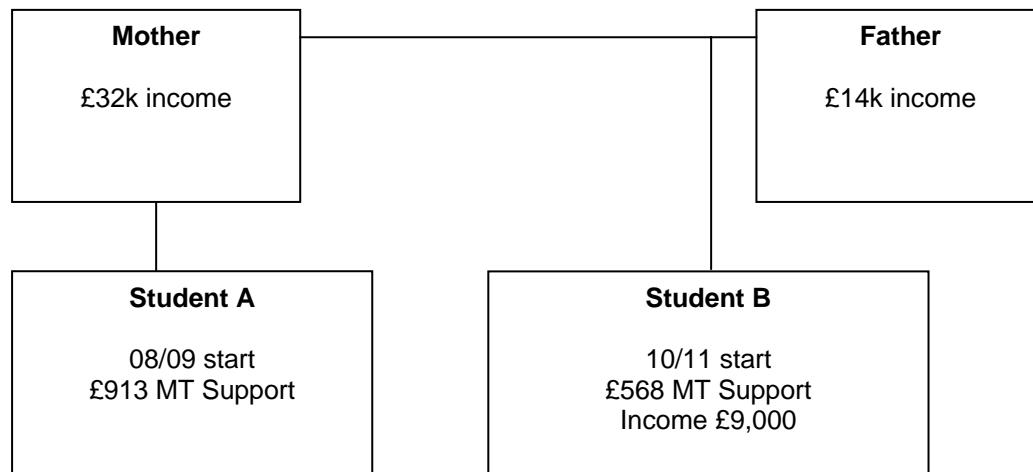 Mother
£32k income
Father
£14k income
Student A
08/09 start
£913 MT Support
Student B
10/11 start
£568 MT Support
Income £9,000